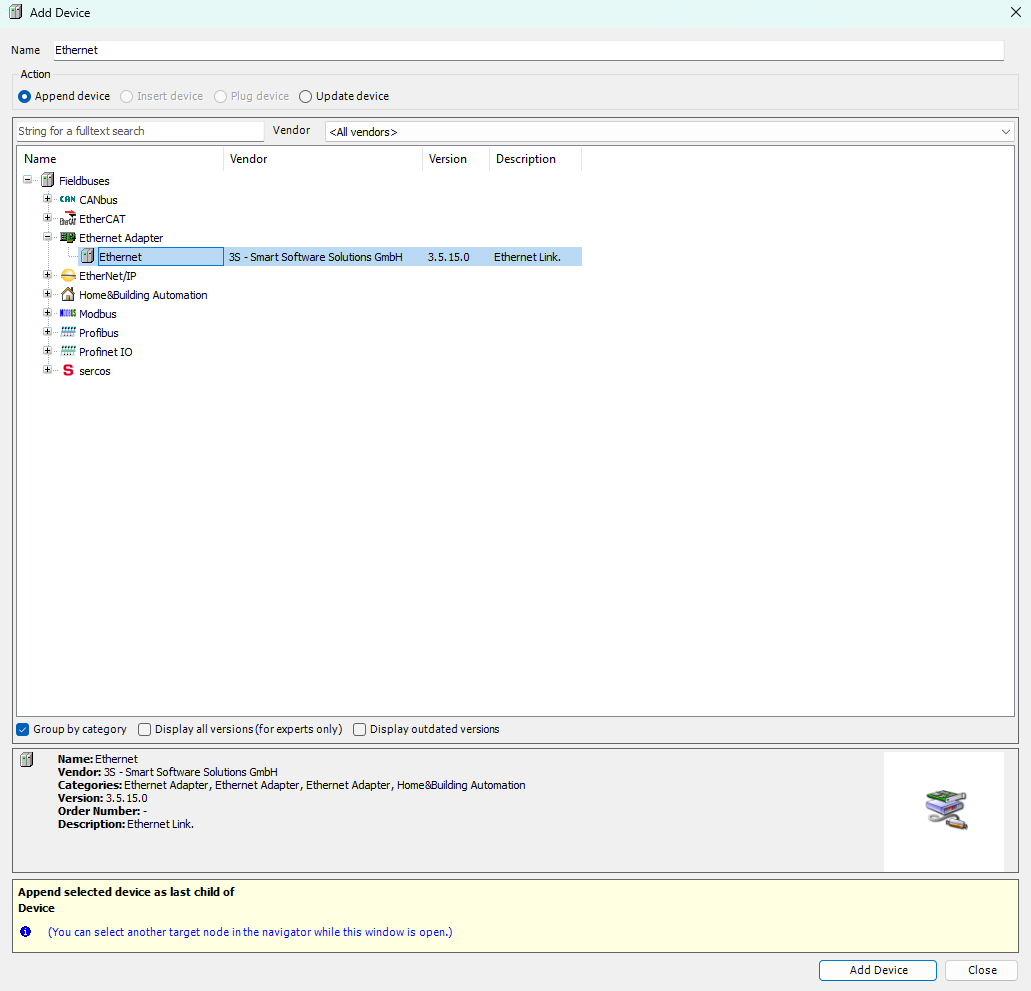 Add Device
Name Ethernet
Action
Append device Insert device Plug device Update device
String for a fulltext search Vendor <All vendors>
Name Vendor Version Description
Fieldbuses
CAN CANbus
EtherCAT
Ethernet Adapter
Ethernet 3S - Smart Software Solutions GmbH 3.5.15.0 Ethernet Link.
EtherNet/IP
Home&Building Automation
Modbus
Profibus
Profinet IO
S sercos
Group by category Display all versions (for experts only) Display outdated versions
Name: Ethernet
Vendor: 3S - Smart Software Solutions GmbH
Categories: Ethernet Adapter, Ethernet Adapter, Ethernet Adapter, Home&Building Automation
Version: 3.5.15.0
Order Number: -
Description: Ethernet Link.
Append selected device as last child of
Device
(You can select another target node in the navigator while this window is open.)
Add Device Close